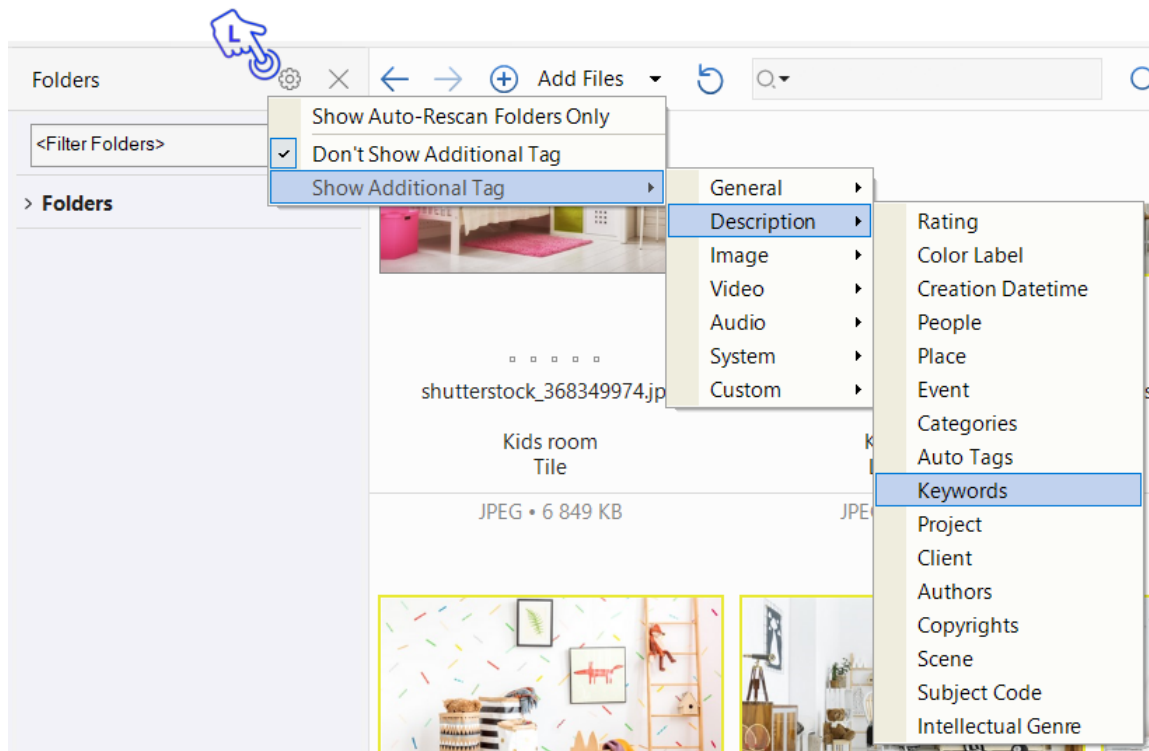 L
Folders
Add Files
<Filter Folders>
Folders
Show Auto-Rescan Folders Only
Don't Show Additional Tag
Show Additional Tag
General
Description
Image
Video
Audio
System
Custom
Rating
Color Label
Creation Datetime
People
Place
Event
Categories
Auto Tags
Keywords
Project
Client
Authors
Copyrights
Scene
Subject Code
Intellectual Genre
shutterstock_368349974.jp
Kids room
Tile
JPEG • 6 849 KB